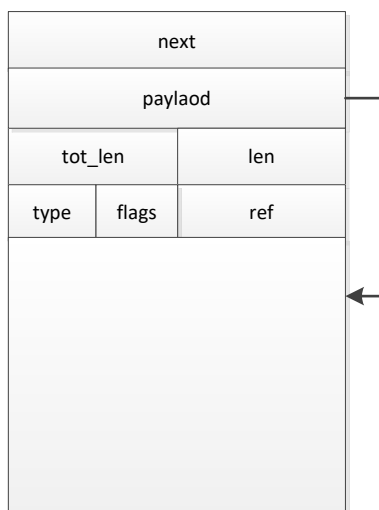 next
paylaod
tot_len len
type flags ref